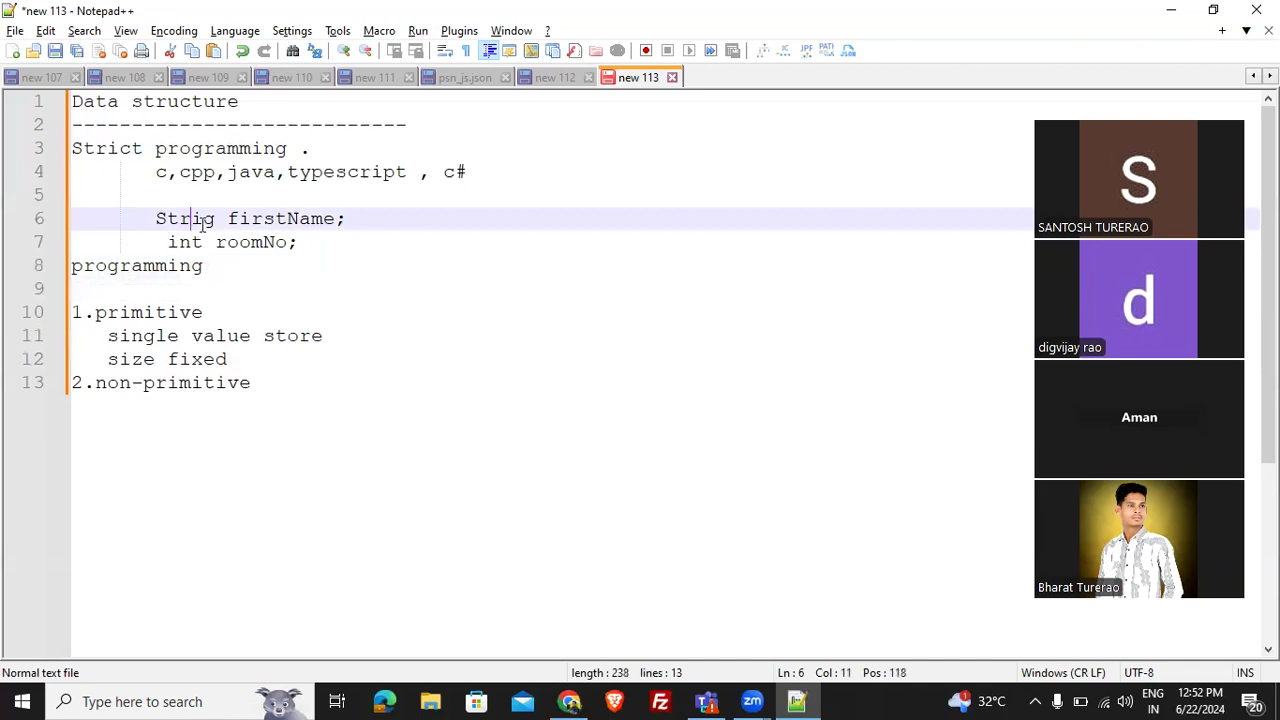 *new 113 - Notepad++
File Edit Search View Encoding Language Settings Tools Macro Run Plugins Window ?
new 107 new 108 new 109 new 110 new 111 psn_js.json new 112 new 113
1 Data structure
2 ----------------------------
3 Strict programming .
4 c,cpp,java,typescript , c#
5
6 Strig firstName;
7 int roomNo;
8 programming
9
10 1.primitive
11 single value store
12 size fixed
13 2.non-primitive
S
SANTOSH TURERAO
d
digvijay rao
Aman
Bharat Turerao
Normal text file length : 238 lines : 13 Ln : 6 Col : 11 Pos : 118 Windows (CR LF) UTF-8 INS
Type here to search 1 32°C ENG IN 12:52 PM 6/22/2024 20